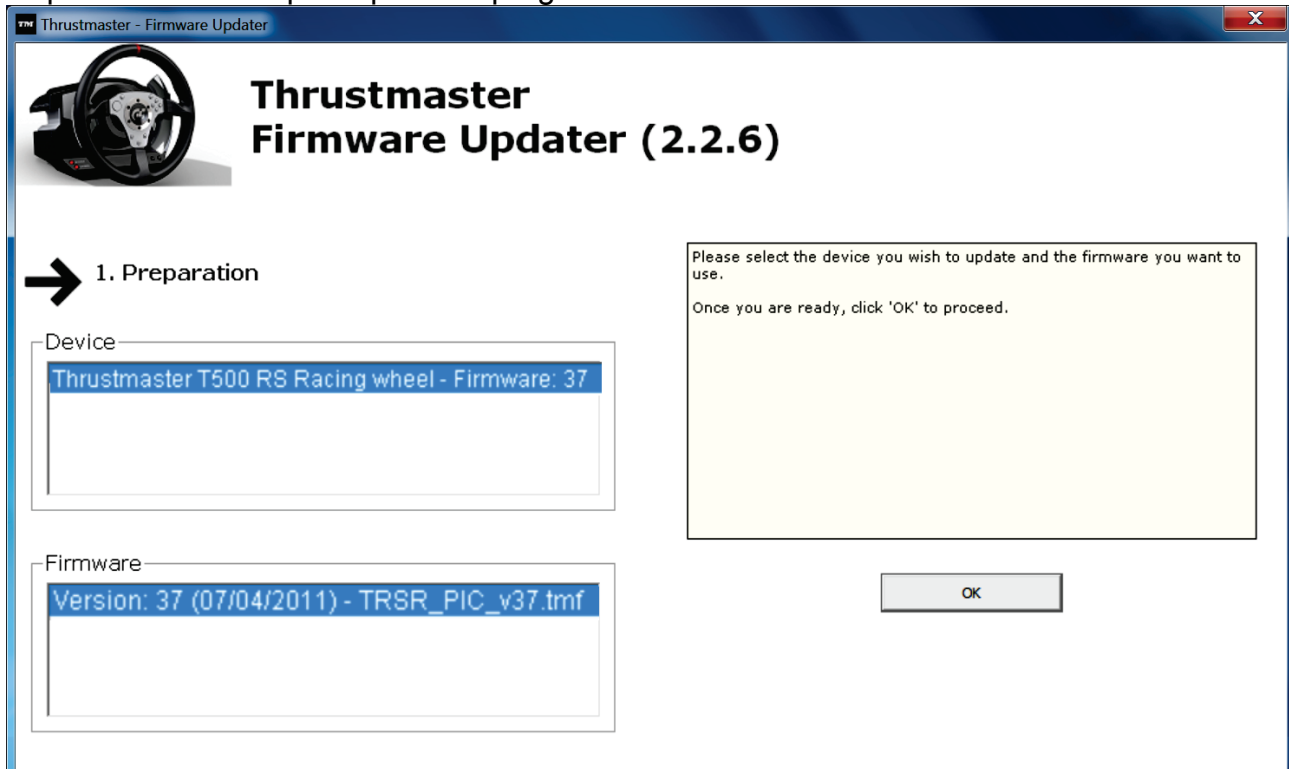 Thrustmaster - Firmware Updater
Thrustmaster
Firmware Updater (2.2.6)
1. Preparation
Please select the device you wish to update and the firmware you want to
use.
Once you are ready, click 'OK' to proceed.
Device
Thrustmaster T500 RS Racing wheel - Firmware: 37
Firmware
Version: 37 (07/04/2011) - TRSR_PIC_v37.tmf
OK